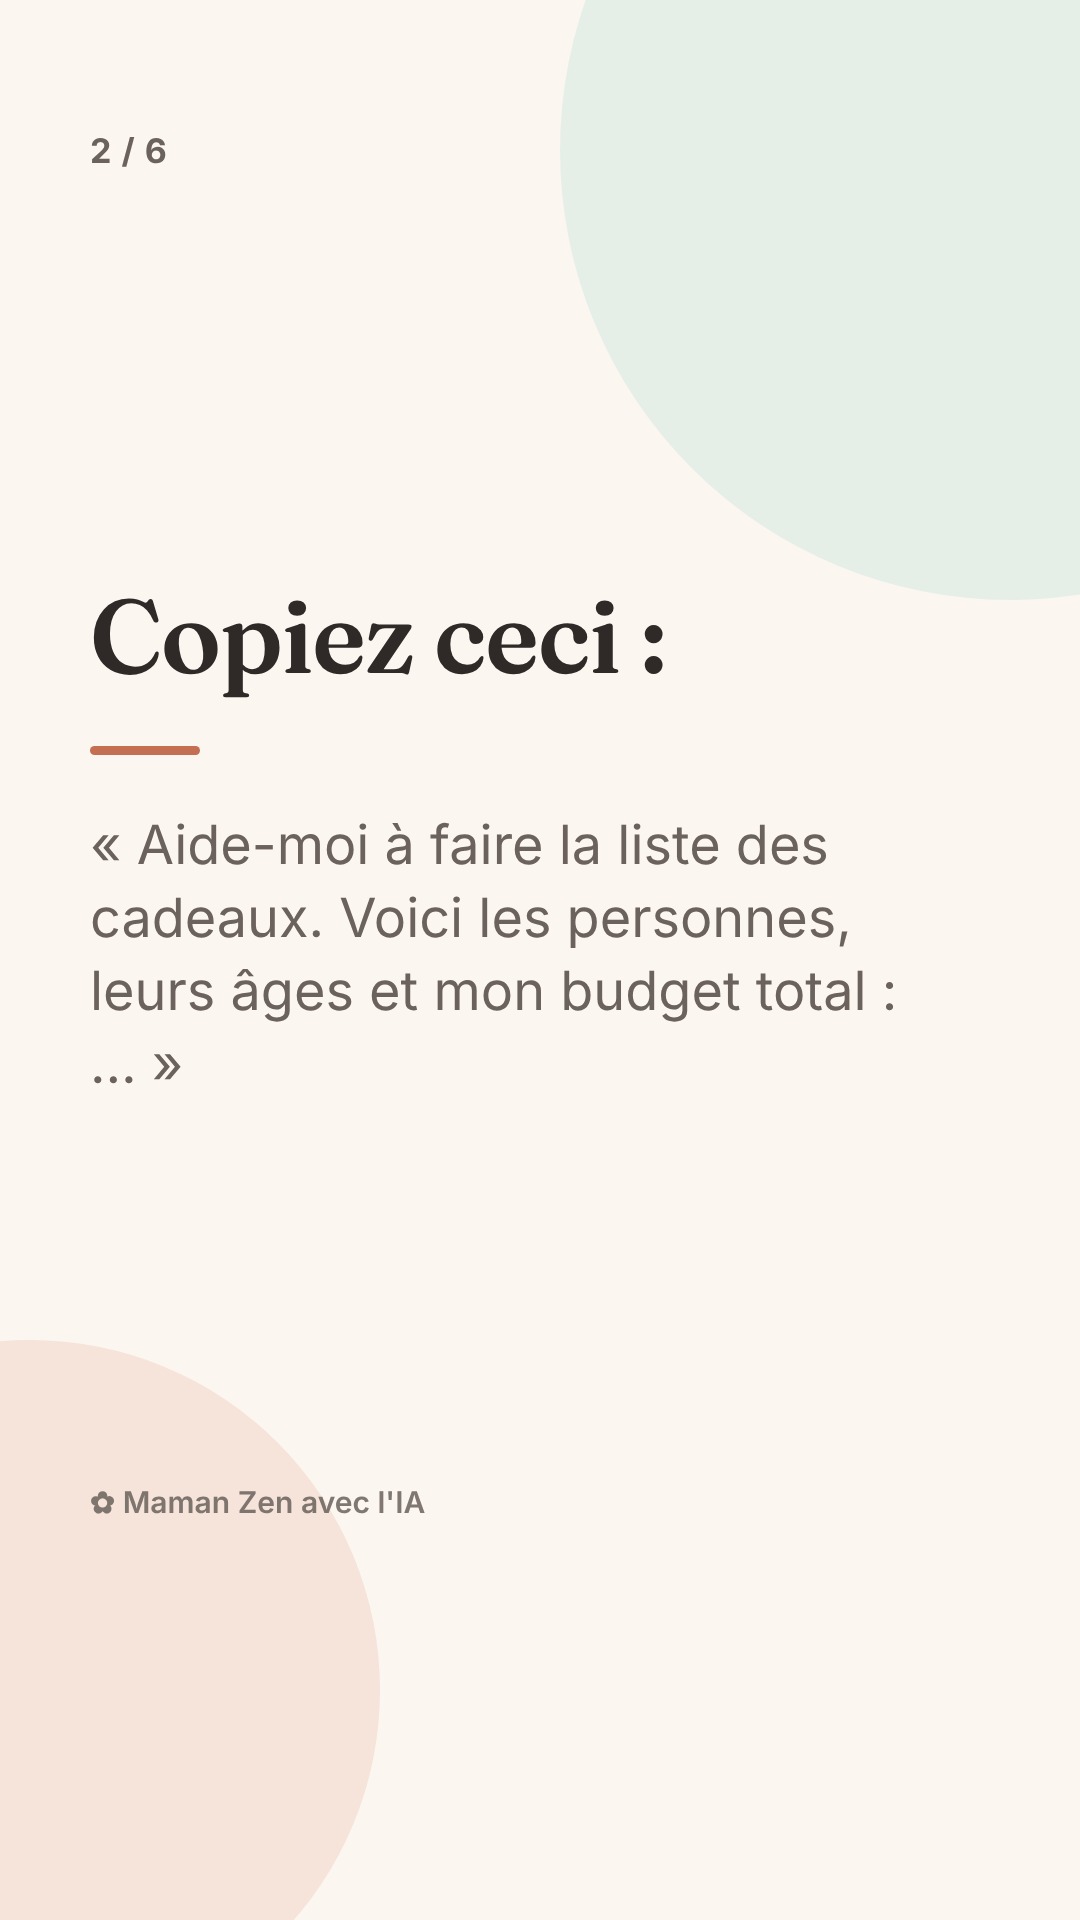 2 / 6
Copiez ceci :
« Aide-moi à faire la liste des
cadeaux. Voici les personnes,
leurs âges et mon budget total :
… »
✿ Maman Zen avec l'IA